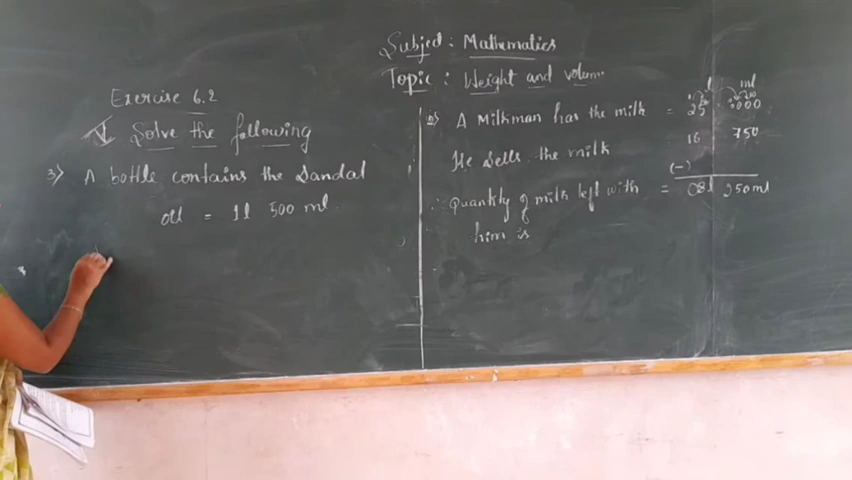 Subject : Mathematics
Topic : Weight and volume
Exercise 6.2
I Solve the following
3) A bottle contains the Sandal
oil = 1l 500 ml
l ml
A Milkman has the milk = 25 000
He sells the milk 16 750
(-)
∴ Quantity of milk left with = 08l 250ml
him is